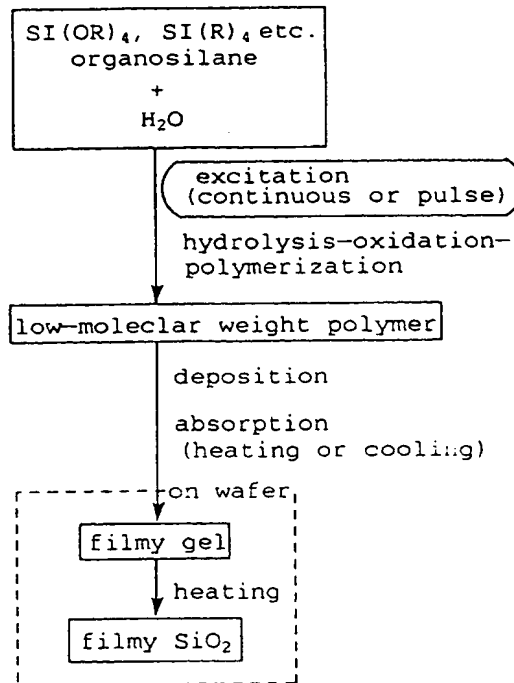 SI(OR)₄, SI(R)₄ etc.
organosilane
+
H₂O
excitation
(continuous or pulse)
hydrolysis-oxidation-
polymerization
low-moleclar weight polymer
deposition
absorption
(heating or cooling)
on wafer
filmy gel
heating
filmy SiO₂